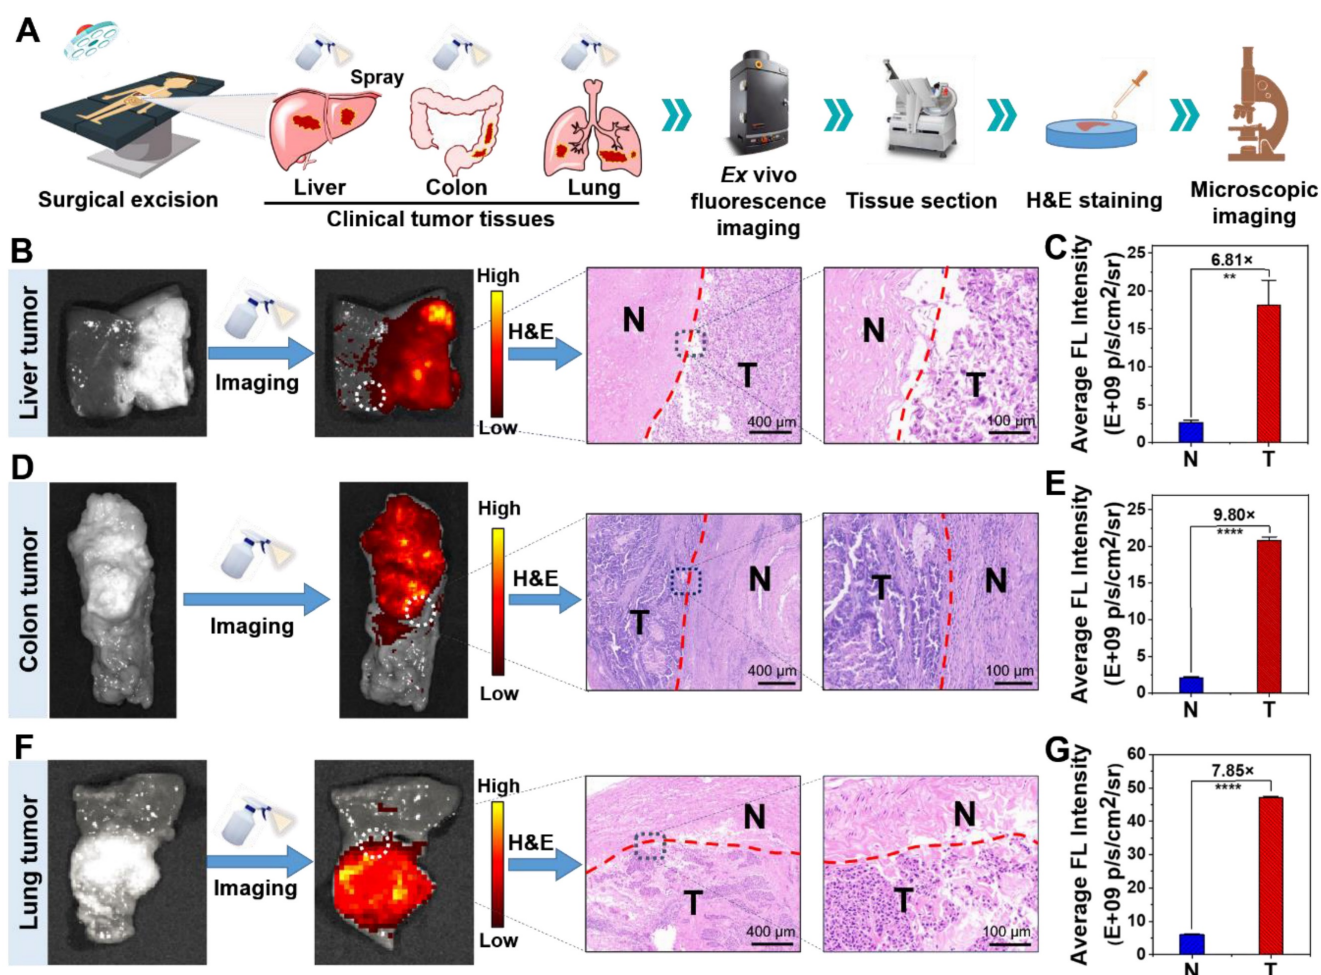 A
Spray
Liver
Colon
Lung
Surgical excision
Clinical tumor tissues
Ex vivo
fluorescence
imaging
Tissue section
H&E staining
Microscopic
imaging
B
Liver tumor
Imaging
High
Low
H&E
N
T
400 μm
N
T
100 μm
C
Average FL Intensity
(E+09 p/s/cm2/sr)
25
20
15
10
5
0
6.81×
**
N
T
D
Colon tumor
Imaging
High
Low
H&E
T
N
400 μm
T
N
100 μm
E
Average FL Intensity
(E+09 p/s/cm2/sr)
25
20
15
10
5
0
9.80×
****
N
T
F
Lung tumor
Imaging
High
Low
H&E
N
T
400 μm
N
T
100 μm
G
Average FL Intensity
(E+09 p/s/cm2/sr)
60
50
40
30
20
10
0
7.85×
****
N
T